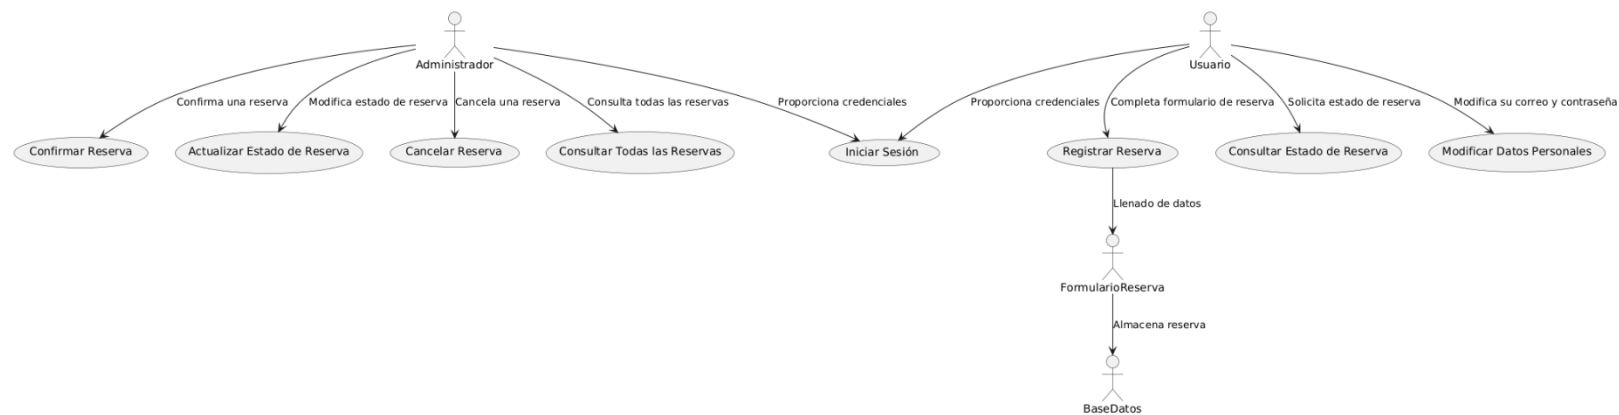 Administrador
Usuario
Confirma una reserva
Modifica estado de reserva
Cancela una reserva
Consulta todas las reservas
Proporciona credenciales
Proporciona credenciales
Completa formulario de reserva
Solicita estado de reserva
Modifica su correo y contraseña
Confirmar Reserva
Actualizar Estado de Reserva
Cancelar Reserva
Consultar Todas las Reservas
Iniciar Sesión
Registrar Reserva
Consultar Estado de Reserva
Modificar Datos Personales
Llenado de datos
FormularioReserva
Almacena reserva
BaseDatos